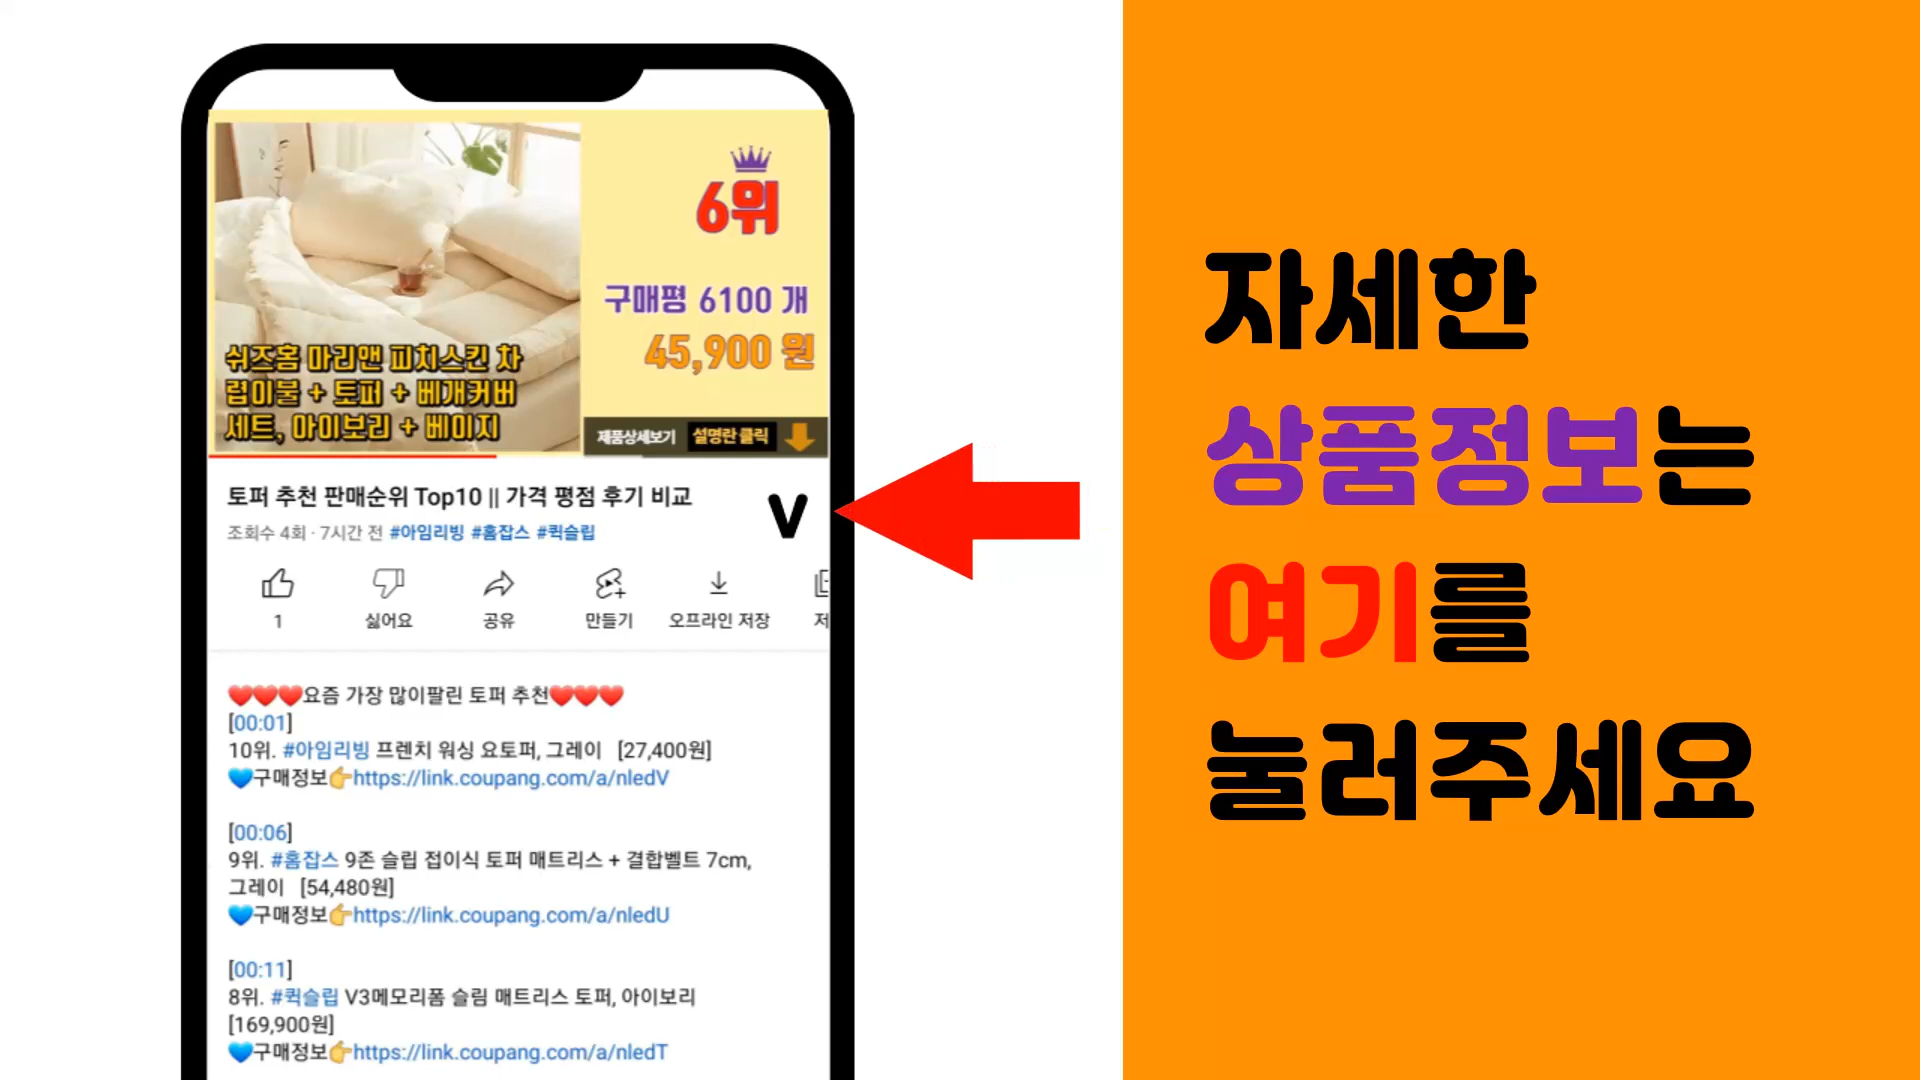 6위
구매평 6100 개
45,900 원
쉬즈홈 마리앤 피치스킨 차
렵이불 + 토퍼 + 베개커버
세트, 아이보리 + 베이지
제품상세보기 설명란 클릭
토퍼 추천 판매순위 Top10 || 가격 평점 후기 비교
V
조회수 4회 · 7시간 전 #아임리빙 #홈잡스 #퀵슬립
1 싫어요 공유 만들기 오프라인 저장 저
❤️❤️❤️요즘 가장 많이팔린 토퍼 추천❤️❤️❤️
[00:01]
10위. #아임리빙 프렌치 워싱 요토퍼, 그레이 [27,400원]
💙구매정보👉https://link.coupang.com/a/nledV
[00:06]
9위. #홈잡스 9존 슬립 접이식 토퍼 매트리스 + 결합벨트 7cm,
그레이 [54,480원]
💙구매정보👉https://link.coupang.com/a/nledU
[00:11]
8위. #퀵슬립 V3메모리폼 슬림 매트리스 토퍼, 아이보리
[169,900원]
💙구매정보👉https://link.coupang.com/a/nledT
자세한
상품정보는
여기를
눌러주세요